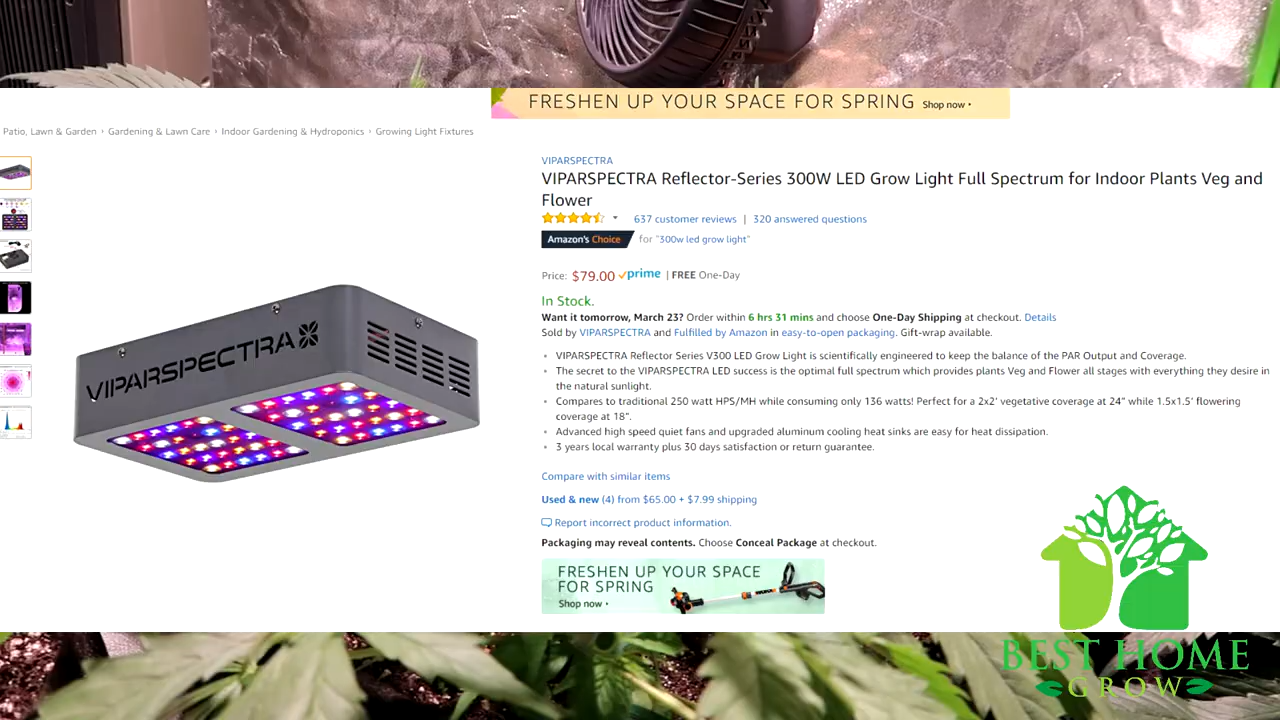 FRESHEN UP YOUR SPACE FOR SPRING Shop now ▸
Patio, Lawn & Garden › Gardening & Lawn Care › Indoor Gardening & Hydroponics › Growing Light Fixtures
VIPARSPECTRA
VIPARSPECTRA Reflector-Series 300W LED Grow Light Full Spectrum for Indoor Plants Veg and
Flower
637 customer reviews | 320 answered questions
Amazon's Choice for "300w led grow light"
Price: $79.00 prime | FREE One-Day
In Stock.
Want it tomorrow, March 23? Order within 6 hrs 31 mins and choose One-Day Shipping at checkout. Details
Sold by VIPARSPECTRA and Fulfilled by Amazon in easy-to-open packaging. Gift-wrap available.
• VIPARSPECTRA Reflector Series V300 LED Grow Light is scientifically engineered to keep the balance of the PAR Output and Coverage.
• The secret to the VIPARSPECTRA LED success is the optimal full spectrum which provides plants Veg and Flower all stages with everything they desire in
the natural sunlight.
• Compares to traditional 250 watt HPS/MH while consuming only 136 watts! Perfect for a 2x2' vegetative coverage at 24" while 1.5x1.5' flowering
coverage at 18".
• Advanced high speed quiet fans and upgraded aluminum cooling heat sinks are easy for heat dissipation.
• 3 years local warranty plus 30 days satisfaction or return guarantee.
VIPARSPECTRA
Compare with similar items
Used & new (4) from $65.00 + $7.99 shipping
Report incorrect product information.
Packaging may reveal contents. Choose Conceal Package at checkout.
FRESHEN UP YOUR SPACE
FOR SPRING
Shop now ▸
BEST HOME
GROW